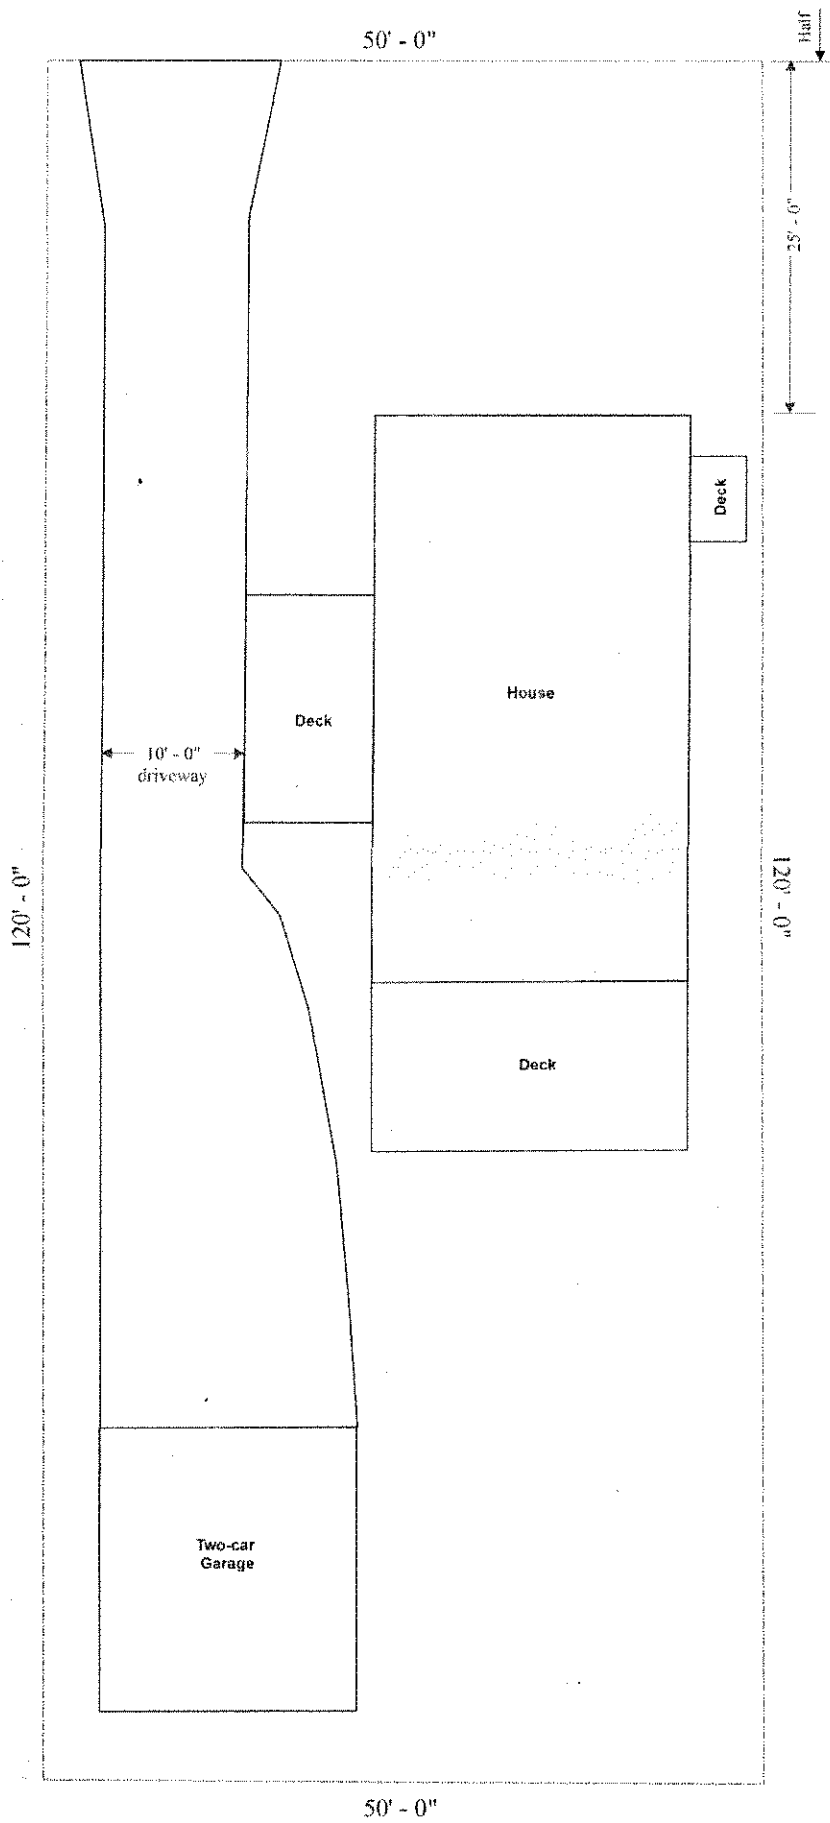 Half
50' - 0"
25' - 0"
Deck
House
Deck
10' - 0"
driveway
120' - 0"
120' - 0"
Deck
Two-car
Garage
50' - 0"